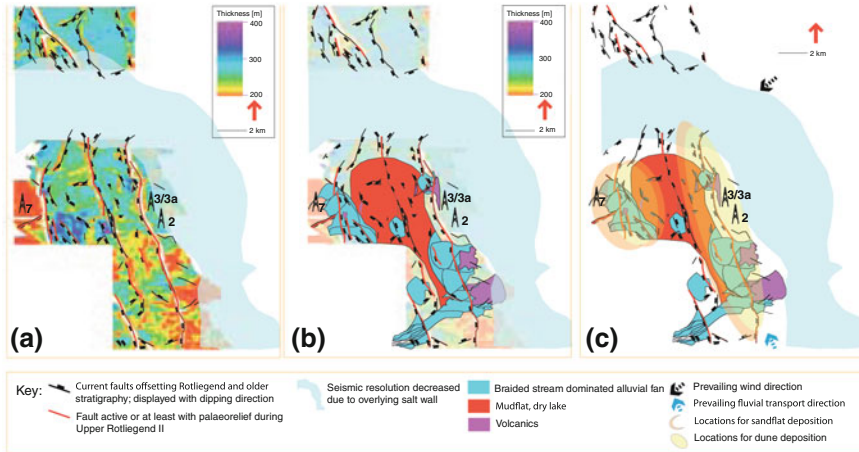 Thickness [m]
400
300
200
2 km
7
3/3a
2
(a)
Thickness [m]
400
300
200
2 km
7
3/3a
2
(b)
2 km
7
3/3a
2
(c)
Key:
Current faults offsetting Rotliegend and older
stratigraphy; displayed with dipping direction
Fault active or at least with palaeorelief during
Upper Rotliegend II
Seismic resolution decreased
due to overlying salt wall
Braided stream dominated alluvial fan
Mudflat, dry lake
Volcanics
Prevailing wind direction
Prevailing fluvial transport direction
Locations for sandflat deposition
Locations for dune deposition